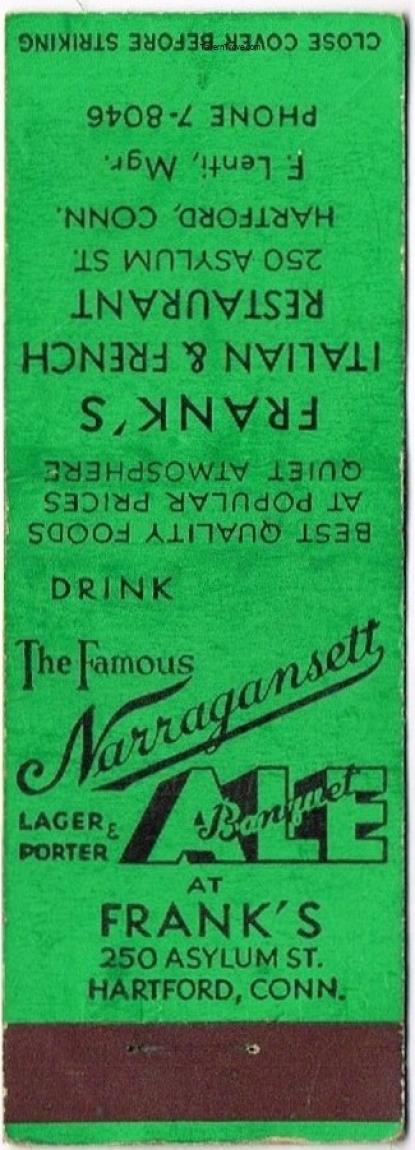 CLOSE COVER BEFORE STRIKING
PHONE 7-8046
F. Lenti, Mgr.
HARTFORD, CONN.
250 ASYLUM ST.
RESTAURANT
ITALIAN & FRENCH
FRANK'S
QUIET ATMOSPHERE
AT POPULAR PRICES
BEST QUALITY FOODS
DRINK
The Famous
Narragansett
Banquet
ALE
LAGER &
PORTER
AT
FRANK'S
250 ASYLUM ST.
HARTFORD, CONN.